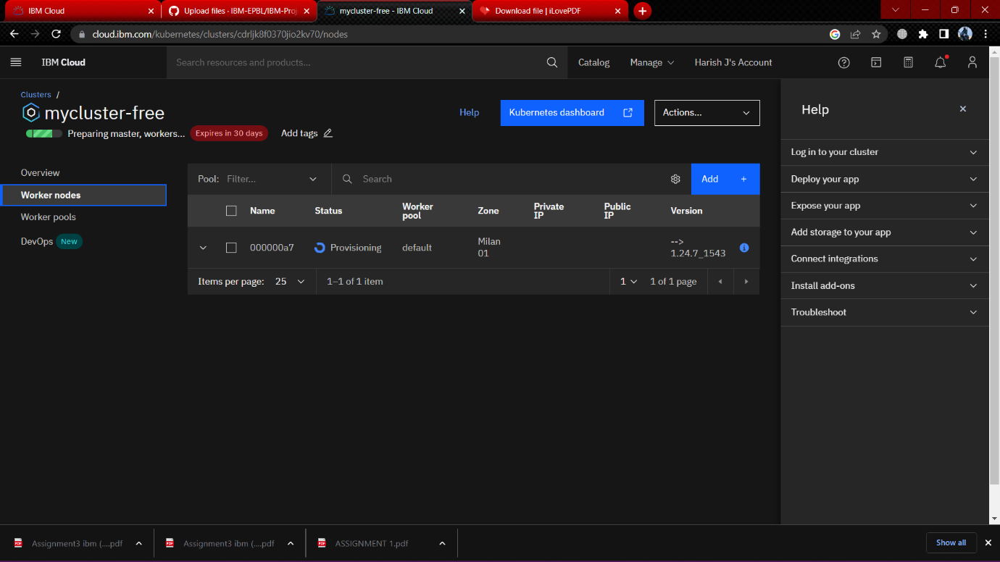 IBM Cloud
Upload files · IBM-EPBL/IBM-Proj
mycluster-free - IBM Cloud
Download file | iLovePDF
cloud.ibm.com/kubernetes/clusters/cdrljk8f0370jio2kv70/nodes
IBM Cloud
Search resources and products...
Catalog
Manage
Harish J's Account
Clusters /
mycluster-free
Help
Kubernetes dashboard
Actions...
Preparing master, workers...
Expires in 30 days
Add tags
Overview
Worker nodes
Worker pools
DevOps New
Pool: Filter...
Search
Add +
Name
Status
Worker pool
Zone
Private IP
Public IP
Version
000000a7
Provisioning
default
Milan 01
--> 1.24.7_1543
Items per page: 25
1–1 of 1 item
1
1 of 1 page
Help
Log in to your cluster
Deploy your app
Expose your app
Add storage to your app
Connect integrations
Install add-ons
Troubleshoot
Assignment3 ibm (....pdf
Assignment3 ibm (....pdf
ASSIGNMENT 1.pdf
Show all